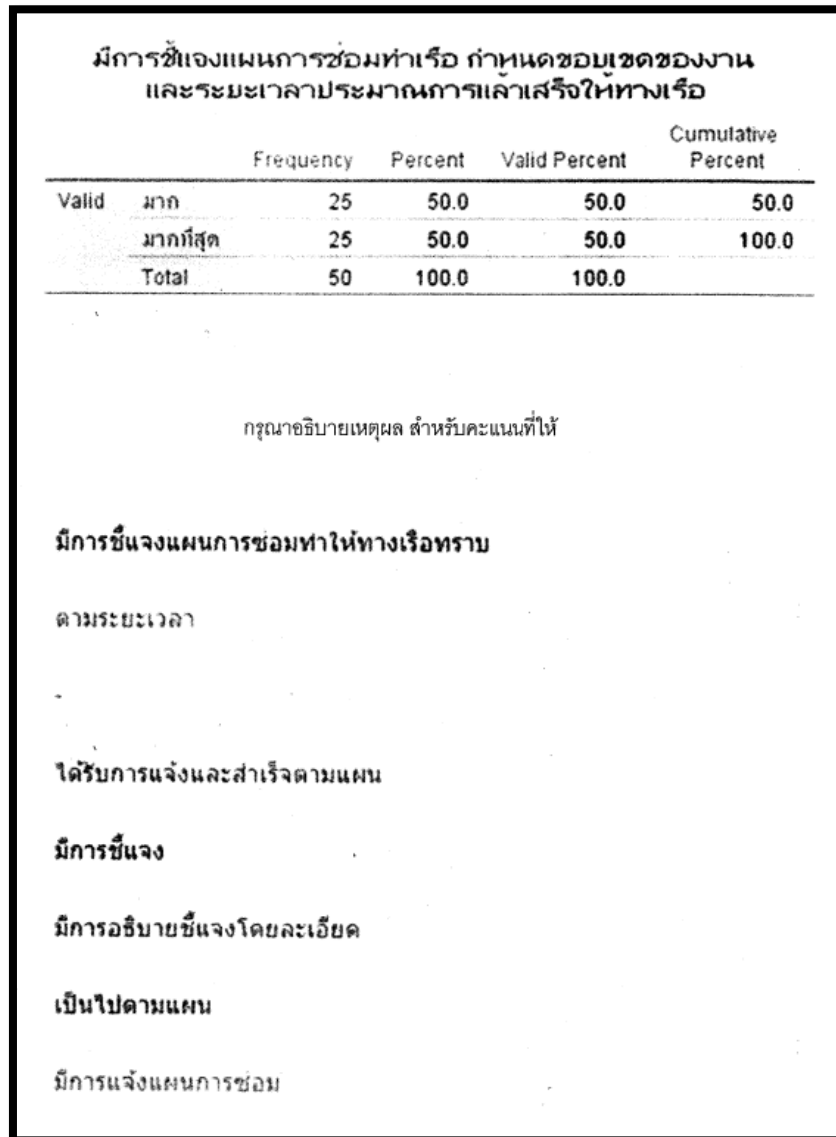 มีการชี้แจงแผนการซ่อมทำเรือ กำหนดขอบเขตของงาน
และระยะเวลาประมาณการแล้วเสร็จให้ทางเรือ
Frequency Percent Valid Percent Cumulative Percent
Valid มาก 25 50.0 50.0 50.0
มากที่สุด 25 50.0 50.0 100.0
Total 50 100.0 100.0
กรุณาอธิบายเหตุผล สำหรับคะแนนที่ให้
มีการชี้แจงแผนการซ่อมทำให้ทางเรือทราบ
ตามระยะเวลา
-
ได้รับการแจ้งและสำเร็จตามแผน
มีการชี้แจง
มีการอธิบายชี้แจงโดยละเอียด
เป็นไปตามแผน
มีการแจ้งแผนการซ่อม